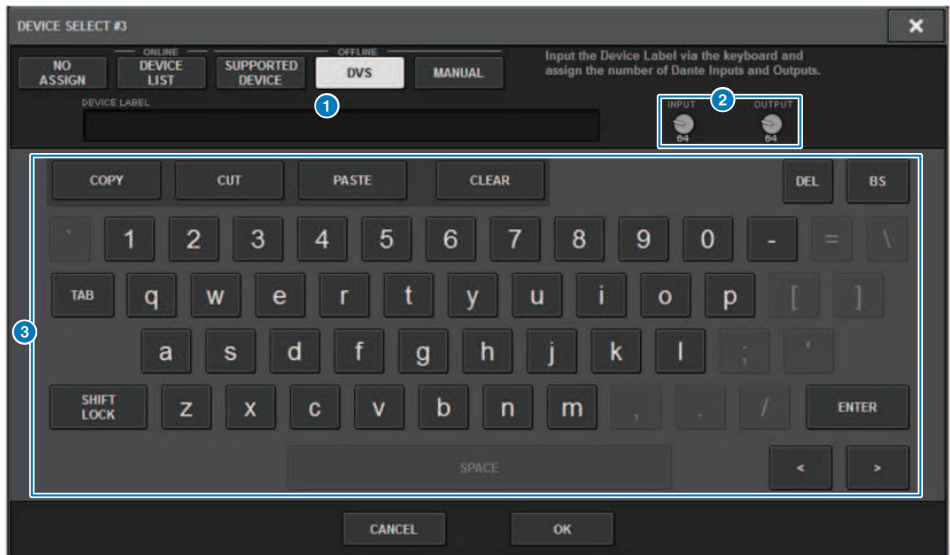 DEVICE SELECT #3
ONLINE OFFLINE
NO ASSIGN
DEVICE LIST
SUPPORTED DEVICE
DVS
MANUAL
Input the Device Label via the keyboard and
assign the number of Dante Inputs and Outputs.
1
DEVICE LABEL
INPUT 2 OUTPUT
64 64
COPY CUT PASTE CLEAR DEL BS
` 1 2 3 4 5 6 7 8 9 0 - = \
TAB q w e r t y u i o p [ ]
3
a s d f g h j k l ; '
SHIFT LOCK z x c v b n m , . / ENTER
SPACE < >
CANCEL OK